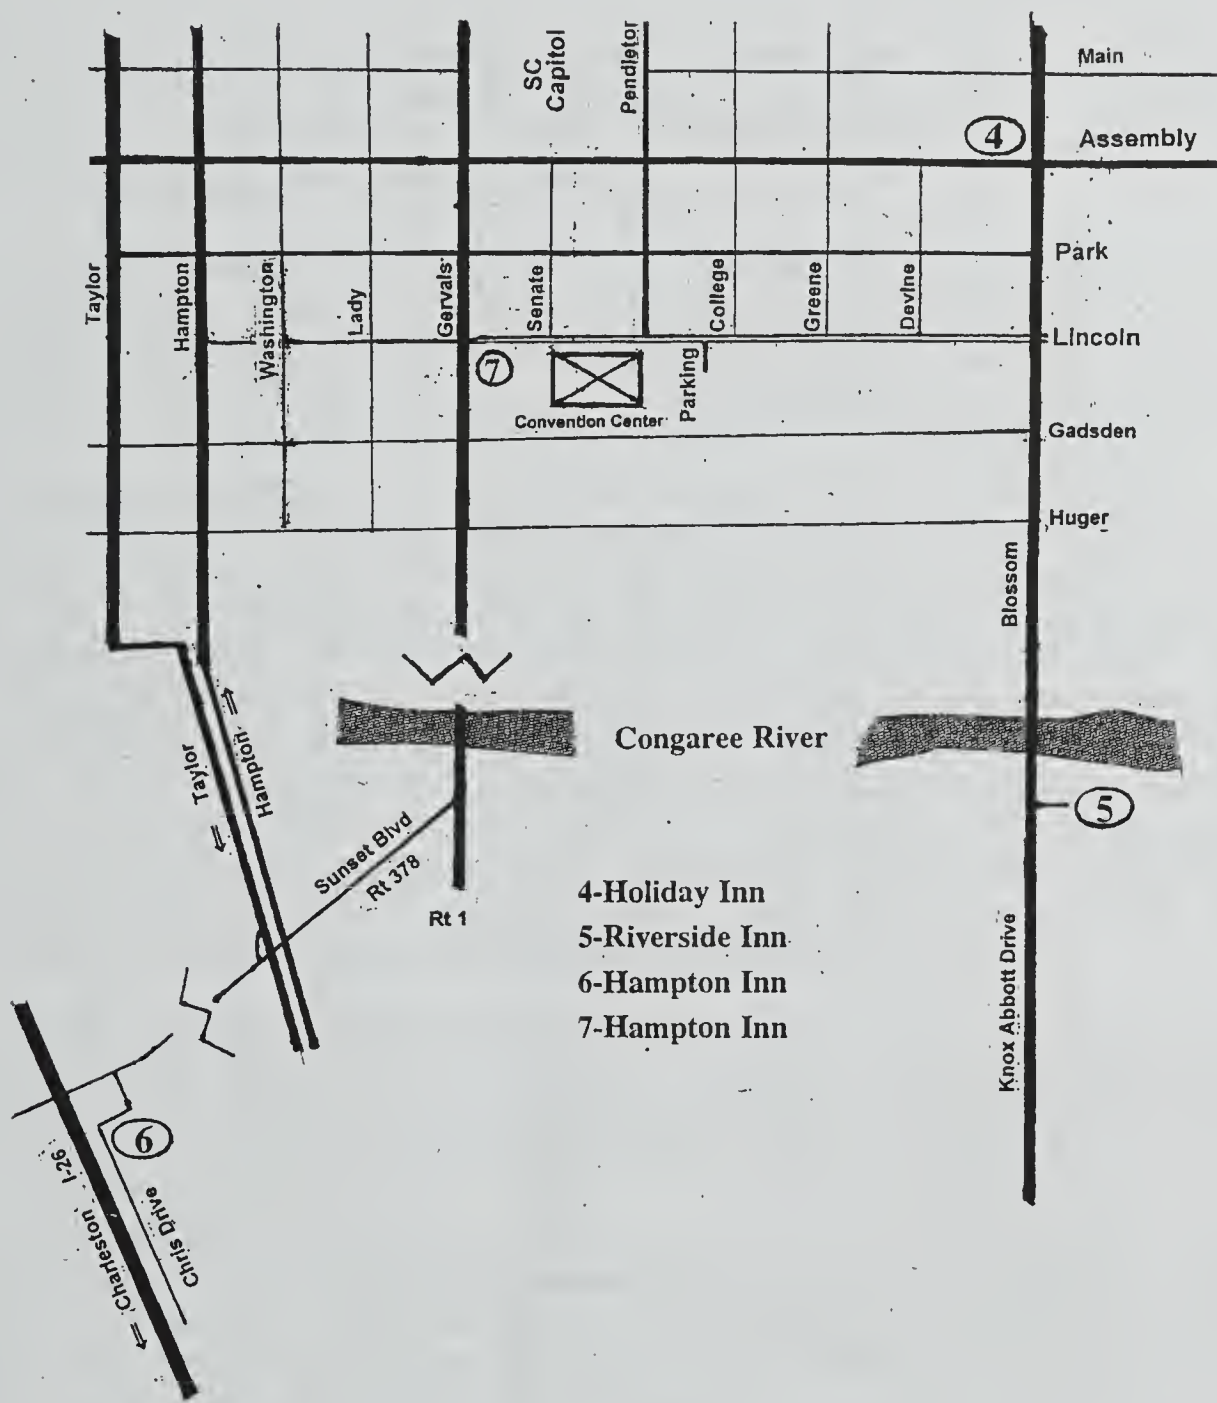 Main
SC
Capitol
Pendletor
4
Assembly
Park
Taylor
Hampton
Washington
Lady
Gervals
Senate
College
Greene
Devine
Lincoln
7
Parking
Convention Center
Gadsden
Huger
Blossom
Congaree River
Taylor
Hampton
5
Sunset Blvd
Rt 378
Rt 1
4-Holiday Inn
5-Riverside Inn
6-Hampton Inn
7-Hampton Inn
Knox Abbott Drive
6
I-26
Charleston
Chris Drive